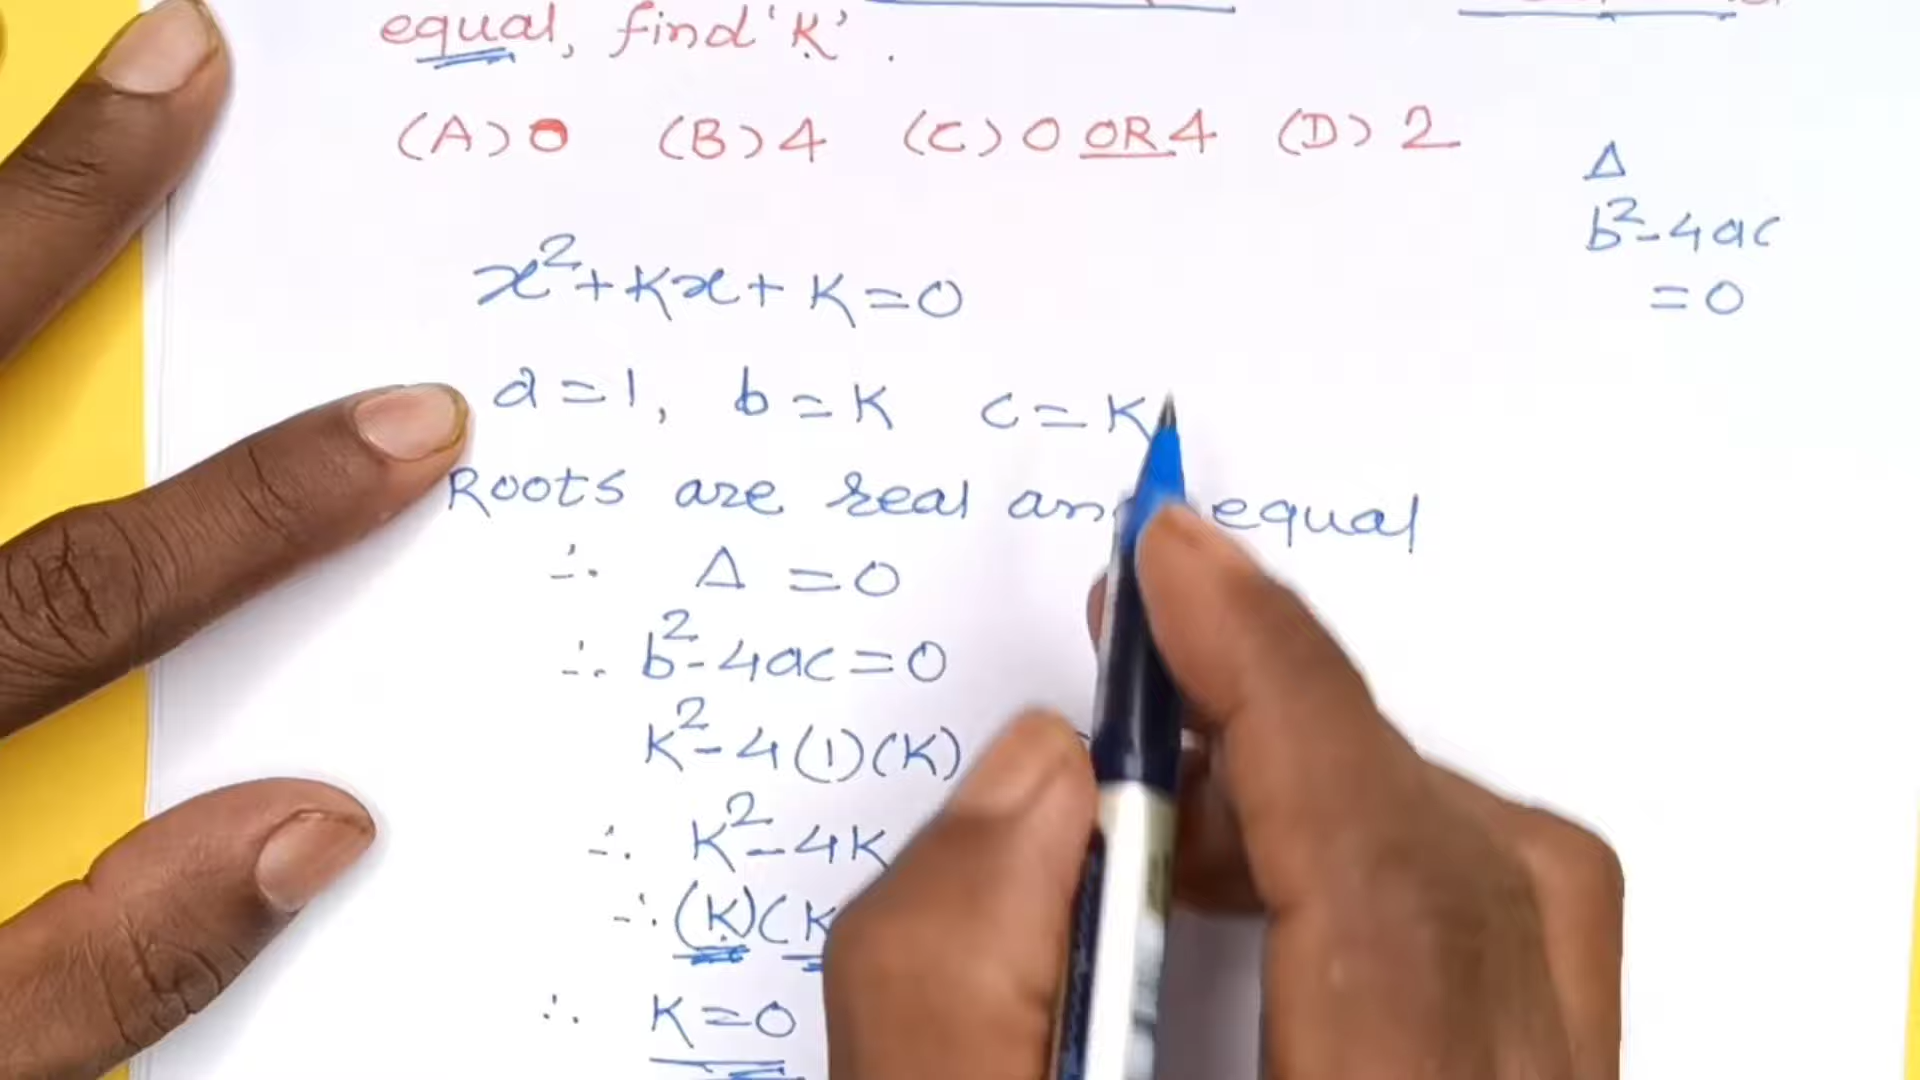 equal, find 'K'.
(A) 0 (B) 4 (C) 0 OR 4 (D) 2
Δ
b²-4ac
=0
x²+Kx+K=0
a=1, b=K c=K
Roots are real an equal
∴ Δ=0
∴ b²-4ac=0
K²-4(1)(K)
∴ K²-4K
∴ (K)(K
∴ K=0